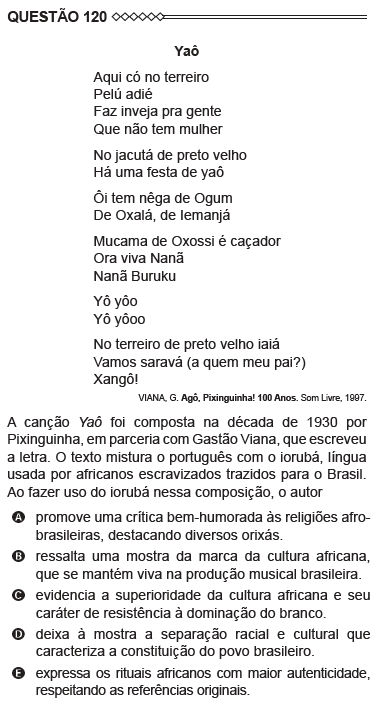 QUESTÃO 120
Yaô
Aqui có no terreiro
Pelú adié
Faz inveja pra gente
Que não tem mulher
No jacutá de preto velho
Há uma festa de yaô
Ôi tem nêga de Ogum
De Oxalá, de Iemanjá
Mucama de Oxossi é caçador
Ora viva Nanã
Nanã Buruku
Yô yôo
Yô yôoo
No terreiro de preto velho iaiá
Vamos saravá (a quem meu pai?)
Xangô!
VIANA, G. Agô, Pixinguinha! 100 Anos. Som Livre, 1997.
A canção Yaô foi composta na década de 1930 por
Pixinguinha, em parceria com Gastão Viana, que escreveu
a letra. O texto mistura o português com o iorubá, língua
usada por africanos escravizados trazidos para o Brasil.
Ao fazer uso do iorubá nessa composição, o autor
A promove uma crítica bem-humorada às religiões afro-
brasileiras, destacando diversos orixás.
B ressalta uma mostra da marca da cultura africana,
que se mantém viva na produção musical brasileira.
C evidencia a superioridade da cultura africana e seu
caráter de resistência à dominação do branco.
D deixa à mostra a separação racial e cultural que
caracteriza a constituição do povo brasileiro.
E expressa os rituais africanos com maior autenticidade,
respeitando as referências originais.